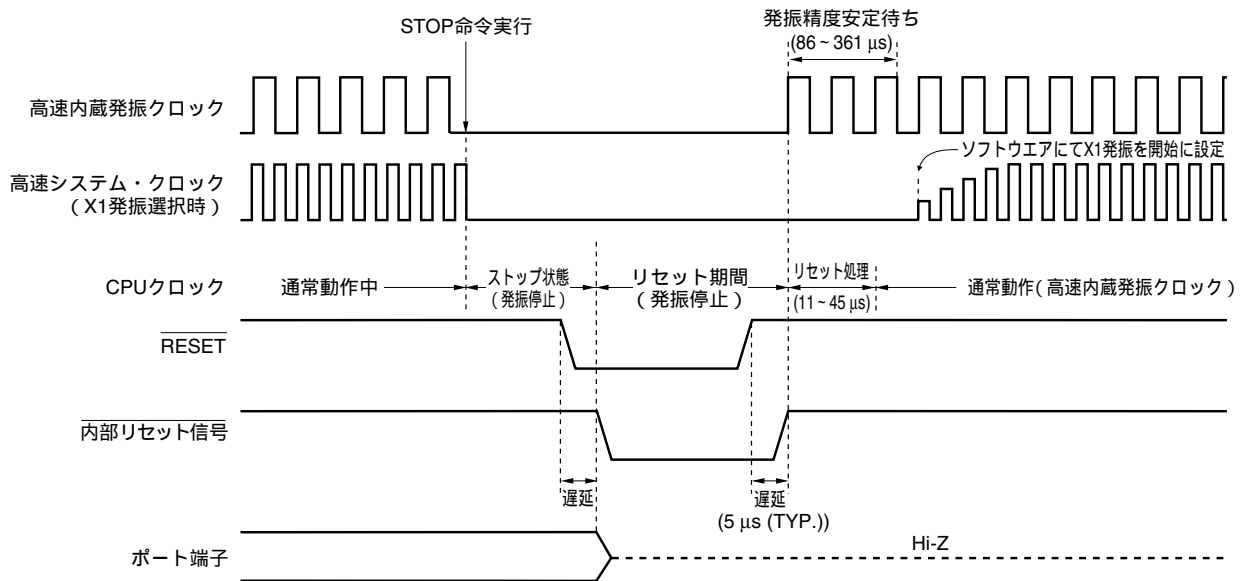 STOP命令実行
発振精度安定待ち
(86～361 μs)
高速内蔵発振クロック
ソフトウエアにてX1発振を開始に設定
高速システム・クロック
（X1発振選択時）
CPUクロック
通常動作中
ストップ状態
（発振停止）
リセット期間
（発振停止）
リセット処理
(11～45 μs)
通常動作（高速内蔵発振クロック）
RESET
内部リセット信号
遅延
遅延
(5 μs (TYP.))
ポート端子
Hi-Z